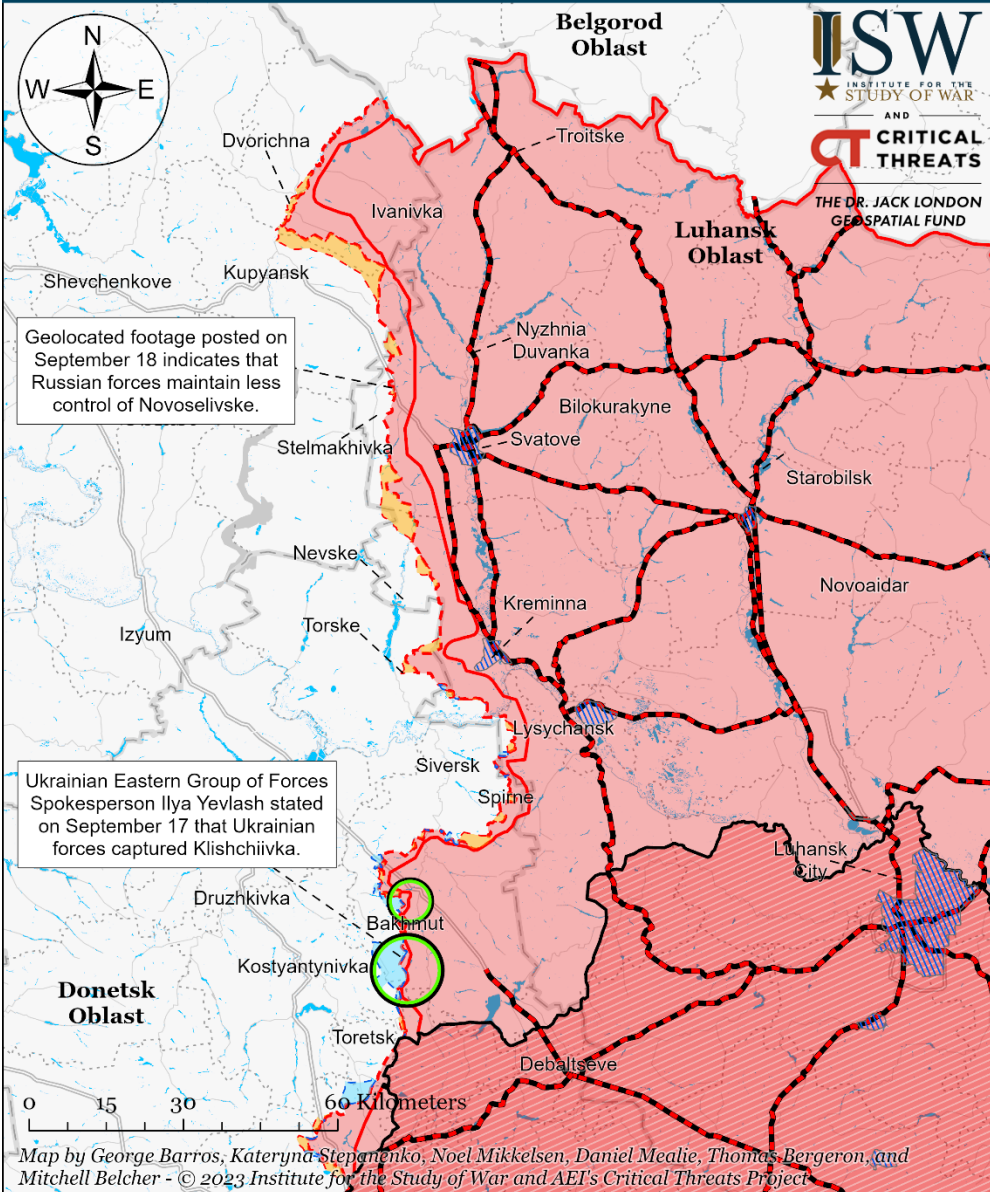 N
W
E
S
Belgorod
Oblast
ISW
INSTITUTE FOR THE
STUDY OF WAR
AND
CT CRITICAL
THREATS
THE DR. JACK LONDON
GEOSPATIAL FUND
Dvorichna
Troitske
Ivanivka
Luhansk
Oblast
Shevchenkove
Kupyansk
Geolocated footage posted on
September 18 indicates that
Russian forces maintain less
control of Novoselivske.
Nyzhnia
Duvanka
Bilokurakyne
Stelmakhivka
Svatove
Starobilsk
Nevske
Novoaidar
Kreminna
Torske
Izyum
Lysychansk
Siversk
Spirne
Ukrainian Eastern Group of Forces
Spokesperson Ilya Yevlash stated
on September 17 that Ukrainian
forces captured Klishchiivka.
Luhansk
City
Druzhkivka
Bakhmut
Kostyantynivka
Donetsk
Oblast
Toretsk
Debaltseve
0 15 30 60 Kilometers
Map by George Barros, Kateryna Stepanenko, Noel Mikkelsen, Daniel Mealie, Thomas Bergeron, and
Mitchell Belcher - © 2023 Institute for the Study of War and AEI's Critical Threats Project